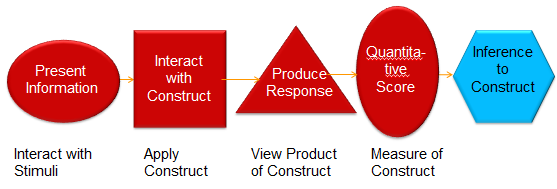 Present
Information
Interact
with
Construct
Produce
Response
Quantita-
tive
Score
Inference
to
Construct
Interact with
Stimuli
Apply
Construct
View Product
of Construct
Measure of
Construct